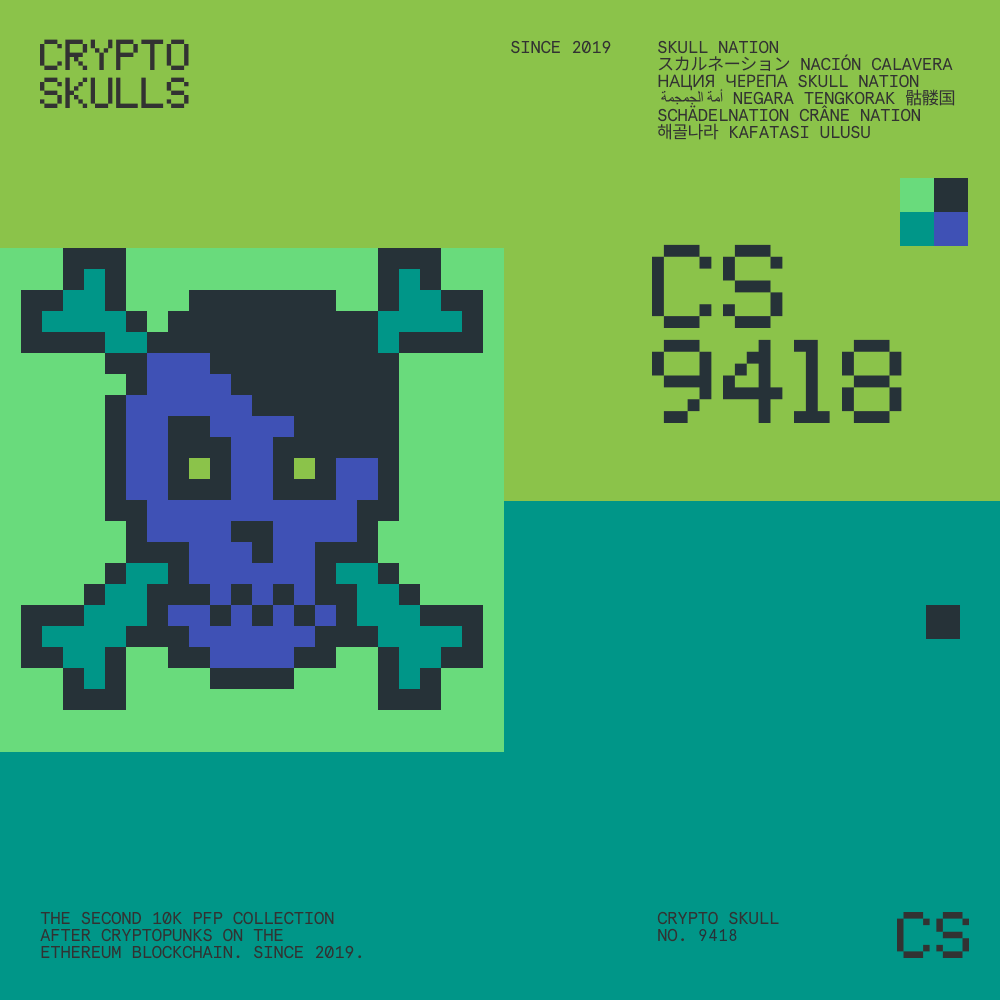 CRYPTO
SKULLS
SINCE 2019
SKULL NATION
スカルネーション NACIÓN CALAVERA
НАЦИЯ ЧЕРЕПА SKULL NATION
أمة الجمجمة NEGARA TENGKORAK 骷髅国
SCHÄDELNATION CRÂNE NATION
해골나라 KAFATASI ULUSU
CS
9418
THE SECOND 10K PFP COLLECTION
AFTER CRYPTOPUNKS ON THE
ETHEREUM BLOCKCHAIN. SINCE 2019.
CRYPTO SKULL
NO. 9418
CS